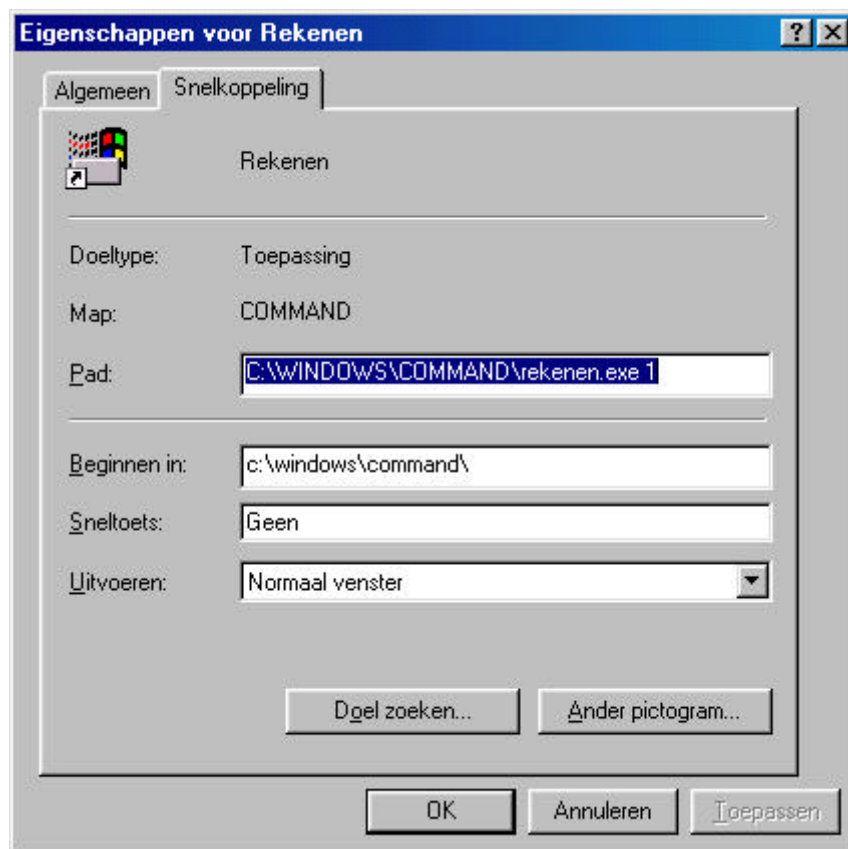 Eigenschappen voor Rekenen
Algemeen Snelkoppeling
Rekenen
Doeltype: Toepassing
Map: COMMAND
Pad: C:\WINDOWS\COMMAND\rekenen.exe 1
Beginnen in: c:\windows\command\
Sneltoets: Geen
Uitvoeren: Normaal venster
Doel zoeken... Ander pictogram...
OK Annuleren Toepassen